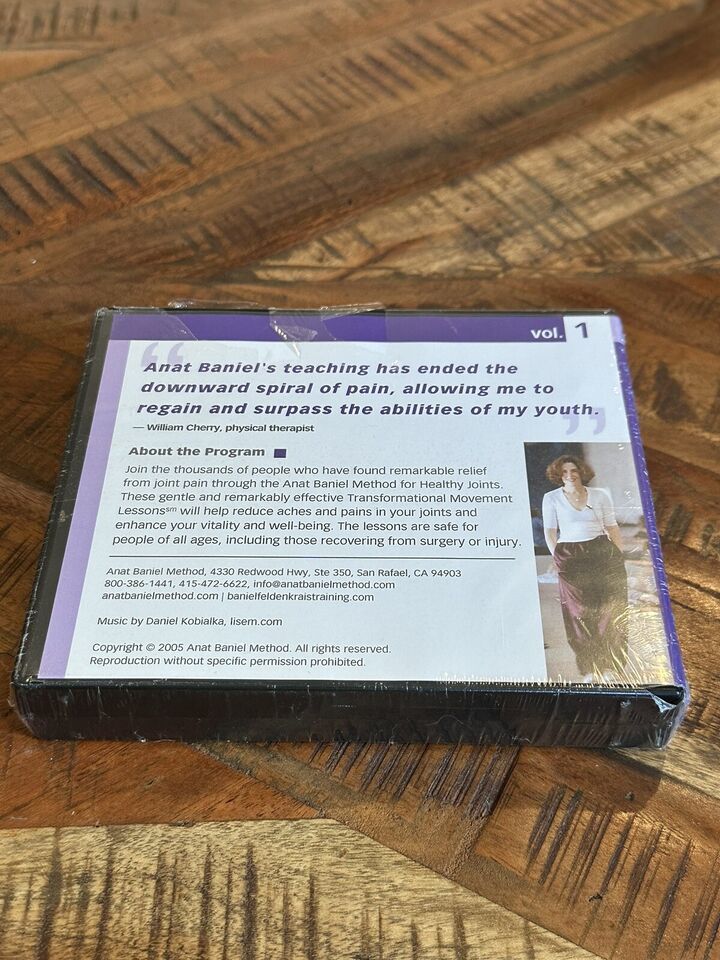 vol. 1
“Anat Baniel's teaching has ended the
downward spiral of pain, allowing me to
regain and surpass the abilities of my youth.”
— William Cherry, physical therapist
About the Program
Join the thousands of people who have found remarkable relief
from joint pain through the Anat Baniel Method for Healthy Joints.
These gentle and remarkably effective Transformational Movement
Lessons℠ will help reduce aches and pains in your joints and
enhance your vitality and well-being. The lessons are safe for
people of all ages, including those recovering from surgery or injury.
Anat Baniel Method, 4330 Redwood Hwy, Ste 350, San Rafael, CA 94903
800-386-1441, 415-472-6622, info@anatbanielmethod.com
anatbanielmethod.com | banielfeldenkraistraining.com
Music by Daniel Kobialka, lisem.com
Copyright © 2005 Anat Baniel Method. All rights reserved.
Reproduction without specific permission prohibited.